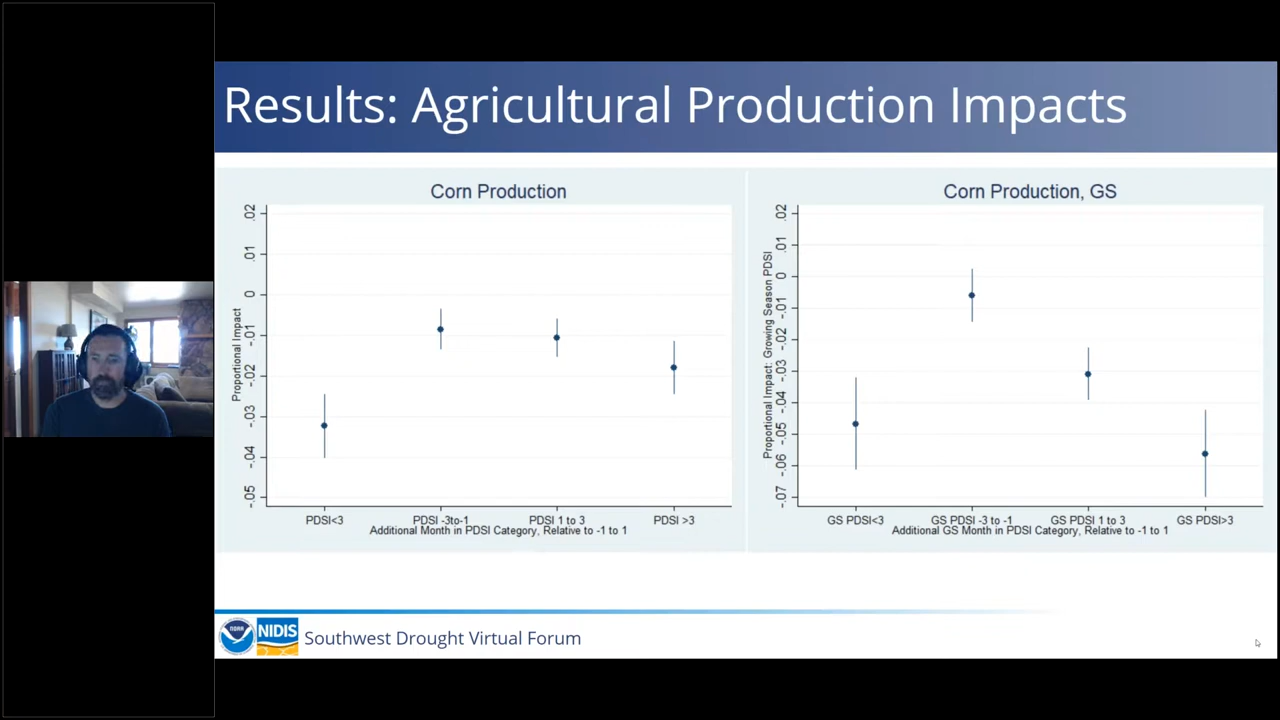 Results: Agricultural Production Impacts
Corn Production
Proportional Impact
.02
.01
0
-.01
-.02
-.03
-.04
-.05
PDSI<3
PDSI -3to-1
PDSI 1 to 3
PDSI >3
Additional Month in PDSI Category, Relative to -1 to 1
Corn Production, GS
Proportional Impact: Growing Season PDSI
.02
.01
0
-.01
-.02
-.03
-.04
-.05
-.06
-.07
GS PDSI<3
GS PDSI -3 to -1
GS PDSI 1 to 3
GS PDSI>3
Additional GS Month in PDSI Category, Relative to -1 to 1
NOAA
NIDIS
Southwest Drought Virtual Forum